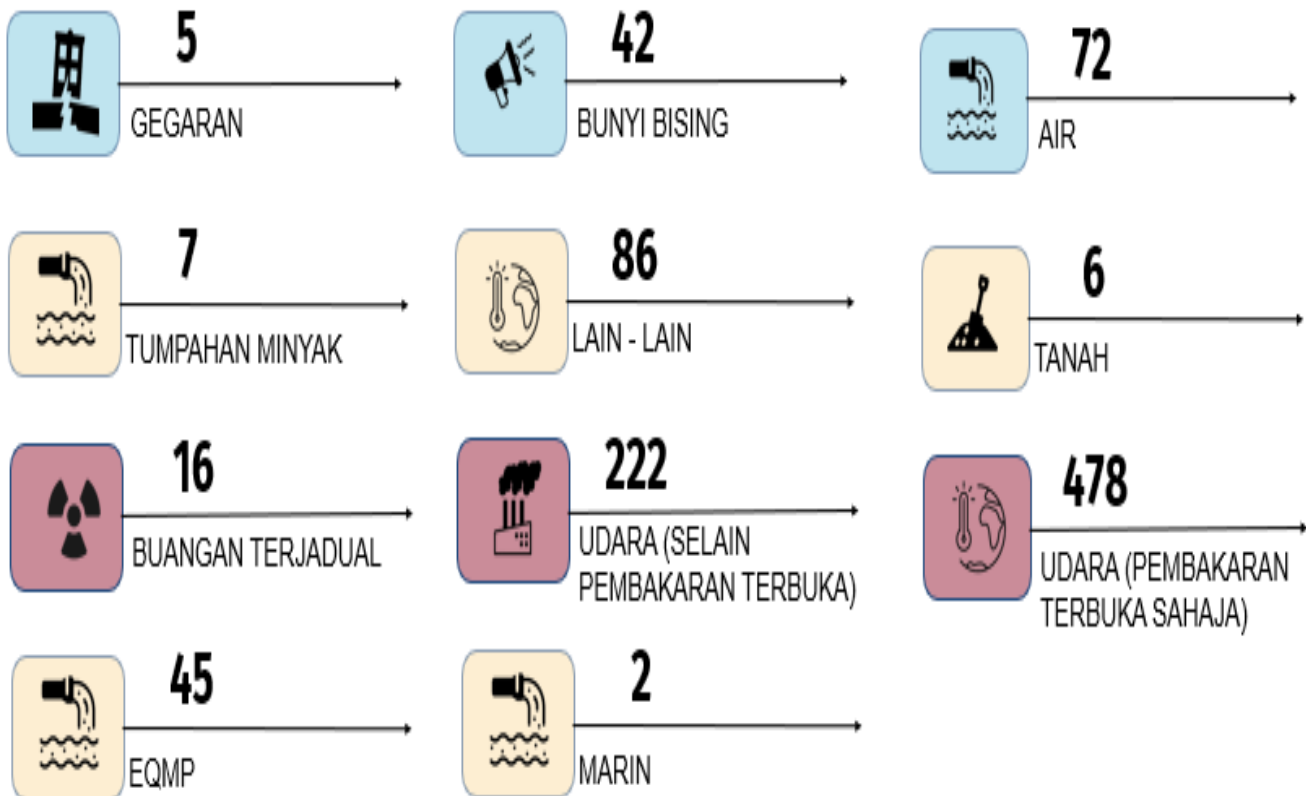 5
GEGARAN
42
BUNYI BISING
72
AIR
7
TUMPAHAN MINYAK
86
LAIN - LAIN
6
TANAH
16
BUANGAN TERJADUAL
222
UDARA (SELAIN
PEMBAKARAN TERBUKA)
478
UDARA (PEMBAKARAN
TERBUKA SAHAJA)
45
EQMP
2
MARIN